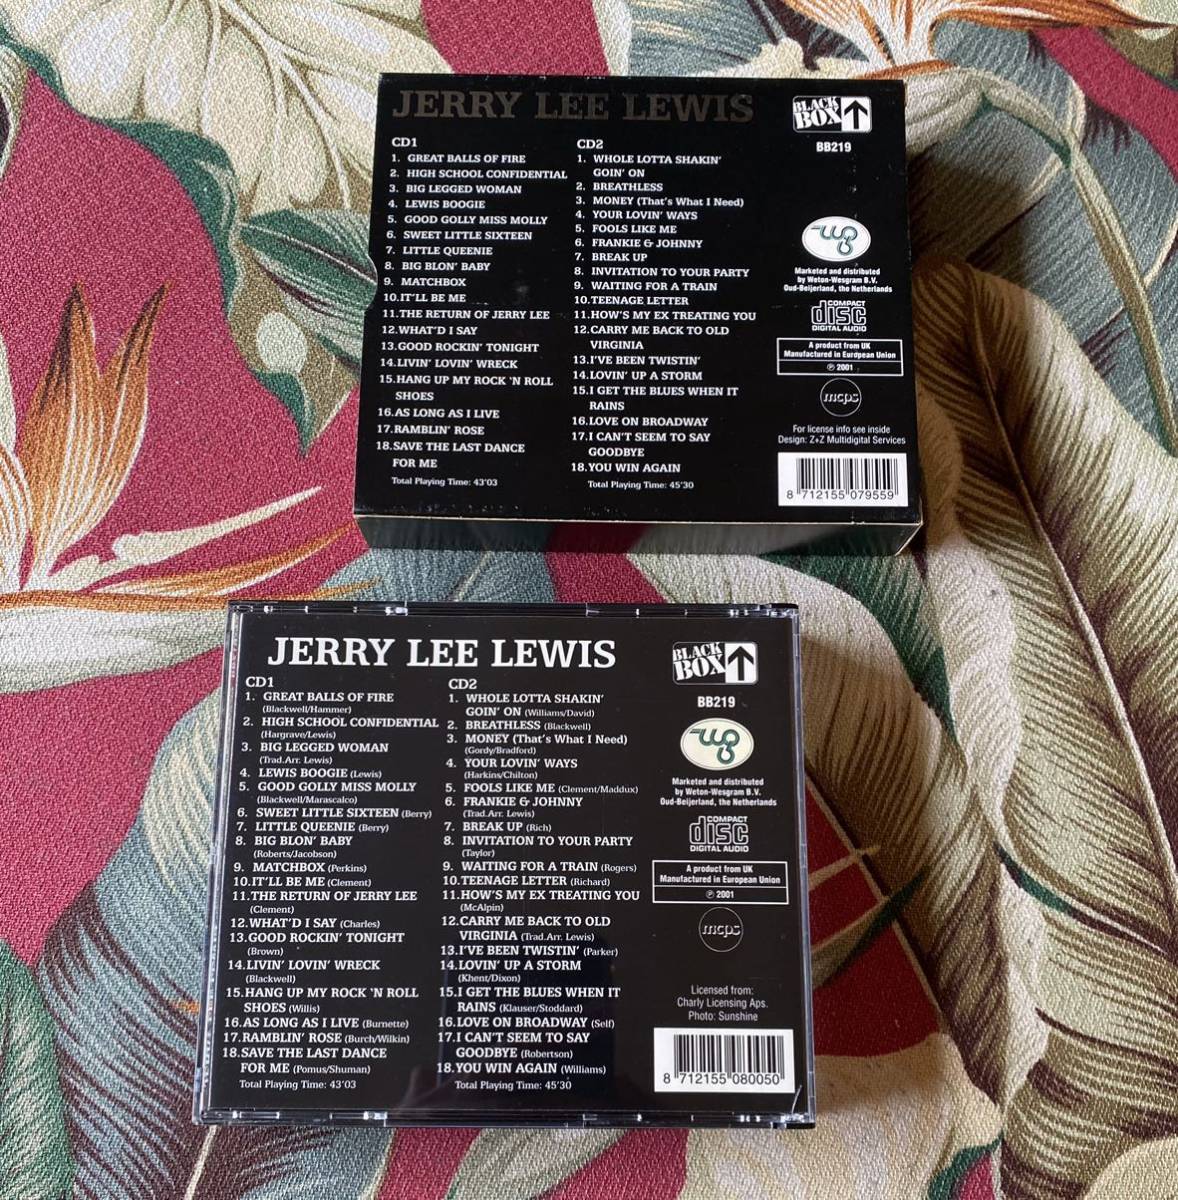 JERRY LEE LEWIS
CD1
1. GREAT BALLS OF FIRE
2. HIGH SCHOOL CONFIDENTIAL
3. BIG LEGGED WOMAN
4. LEWIS BOOGIE
5. GOOD GOLLY MISS MOLLY
6. SWEET LITTLE SIXTEEN
7. LITTLE QUEENIE
8. BIG BLON' BABY
9. MATCHBOX
10.IT'LL BE ME
11.THE RETURN OF JERRY LEE
12.WHAT'D I SAY
13.GOOD ROCKIN' TONIGHT
14.LIVIN' LOVIN' WRECK
15.HANG UP MY ROCK 'N ROLL
SHOES
16.AS LONG AS I LIVE
17.RAMBLIN' ROSE
18.SAVE THE LAST DANCE
FOR ME
Total Playing Time: 43'03
CD2
1. WHOLE LOTTA SHAKIN'
GOIN' ON
2. BREATHLESS
3. MONEY (That's What I Need)
4. YOUR LOVIN' WAYS
5. FOOLS LIKE ME
6. FRANKIE & JOHNNY
7. BREAK UP
8. INVITATION TO YOUR PARTY
9. WAITING FOR A TRAIN
10.TEENAGE LETTER
11.HOW'S MY EX TREATING YOU
12.CARRY ME BACK TO OLD
VIRGINIA
13.I'VE BEEN TWISTIN'
14.LOVIN' UP A STORM
15.I GET THE BLUES WHEN IT
RAINS
16.LOVE ON BROADWAY
17.I CAN'T SEEM TO SAY
GOODBYE
18.YOU WIN AGAIN
Total Playing Time: 45'30
BLACK
BOX
BB219
wg
Marketed and distributed
by Weton-Wesgram B.V.
Oud-Beijerland, the Netherlands
COMPACT
disc
DIGITAL AUDIO
A product from UK
Manufactured in European Union
℗ 2001
mcps
For license info see inside
Design: Z+Z Multidigital Services
8 712155 079559
JERRY LEE LEWIS
CD1
1. GREAT BALLS OF FIRE
(Blackwell/Hammer)
2. HIGH SCHOOL CONFIDENTIAL
(Hargrave/Lewis)
3. BIG LEGGED WOMAN
(Trad.Arr. Lewis)
4. LEWIS BOOGIE (Lewis)
5. GOOD GOLLY MISS MOLLY
(Blackwell/Marascalco)
6. SWEET LITTLE SIXTEEN (Berry)
7. LITTLE QUEENIE (Berry)
8. BIG BLON' BABY
(Roberts/Jacobson)
9. MATCHBOX (Perkins)
10.IT'LL BE ME (Clement)
11.THE RETURN OF JERRY LEE
(Clement)
12.WHAT'D I SAY (Charles)
13.GOOD ROCKIN' TONIGHT
(Brown)
14.LIVIN' LOVIN' WRECK
(Blackwell)
15.HANG UP MY ROCK 'N ROLL
SHOES (Willis)
16.AS LONG AS I LIVE (Burnette)
17.RAMBLIN' ROSE (Burch/Wilkin)
18.SAVE THE LAST DANCE
FOR ME (Pomus/Shuman)
Total Playing Time: 43'03
CD2
1. WHOLE LOTTA SHAKIN'
GOIN' ON (Williams/David)
2. BREATHLESS (Blackwell)
3. MONEY (That's What I Need)
(Gordy/Bradford)
4. YOUR LOVIN' WAYS
(Harkins/Chilton)
5. FOOLS LIKE ME (Clement/Maddux)
6. FRANKIE & JOHNNY
(Trad.Arr. Lewis)
7. BREAK UP (Rich)
8. INVITATION TO YOUR PARTY
(Taylor)
9. WAITING FOR A TRAIN (Rogers)
10.TEENAGE LETTER (Richard)
11.HOW'S MY EX TREATING YOU
(McAlpin)
12.CARRY ME BACK TO OLD
VIRGINIA (Trad.Arr. Lewis)
13.I'VE BEEN TWISTIN' (Parker)
14.LOVIN' UP A STORM
(Khent/Dixon)
15.I GET THE BLUES WHEN IT
RAINS (Klauser/Stoddard)
16.LOVE ON BROADWAY (Self)
17.I CAN'T SEEM TO SAY
GOODBYE (Robertson)
18.YOU WIN AGAIN (Williams)
Total Playing Time: 45'30
BLACK
BOX
BB219
wg
Marketed and distributed
by Weton-Wesgram B.V.
Oud-Beijerland, the Netherlands
COMPACT
disc
DIGITAL AUDIO
A product from UK
Manufactured in European Union
℗ 2001
mcps
Licensed from:
Charly Licensing Aps.
Photo: Sunshine
8 712155 080050